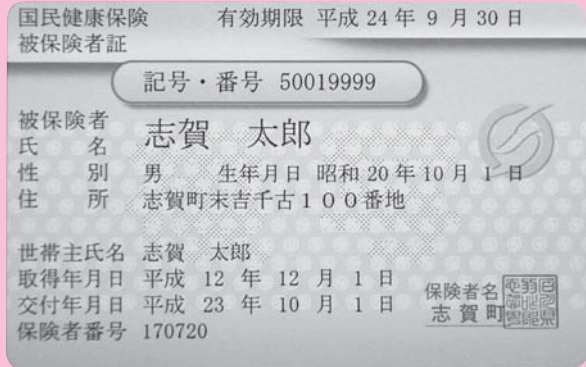 国民健康保険 有効期限 平成 24 年 9 月 30 日
被保険者証
記号・番号 50019999
被保険者
氏 名 志賀 太郎
性 別 男 生年月日 昭和 20 年 10 月 1 日
住 所 志賀町末吉千古100番地
世帯主氏名 志賀 太郎
取得年月日 平成 12 年 12 月 1 日
交付年月日 平成 23 年 10 月 1 日
保険者番号 170720
保険者名
志賀町